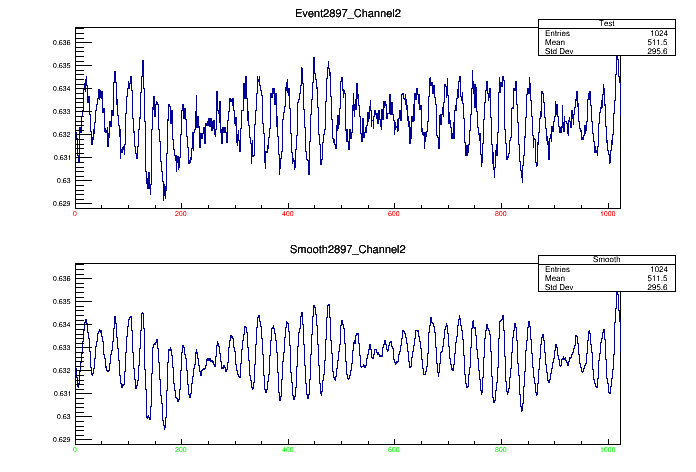 Event2897_Channel2
Test
Entries 1024
Mean 511.5
Std Dev 295.6
0.636
0.635
0.634
0.633
0.632
0.631
0.63
0.629
0 200 400 600 800 1000
Smooth2897_Channel2
Smooth
Entries 1024
Mean 511.5
Std Dev 295.6
0.636
0.635
0.634
0.633
0.632
0.631
0.63
0.629
0 200 400 600 800 1000